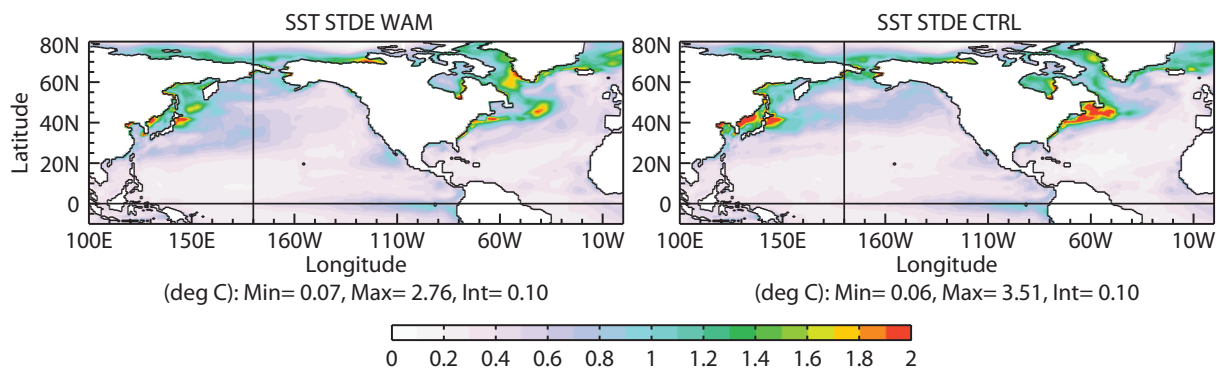 SST STDE WAM
80N
60N
40N
20N
0
Latitude
100E 150E 160W 110W 60W 10W
Longitude
(deg C): Min= 0.07, Max= 2.76, Int= 0.10
SST STDE CTRL
80N
60N
40N
20N
0
100E 150E 160W 110W 60W 10W
Longitude
(deg C): Min= 0.06, Max= 3.51, Int= 0.10
0 0.2 0.4 0.6 0.8 1 1.2 1.4 1.6 1.8 2